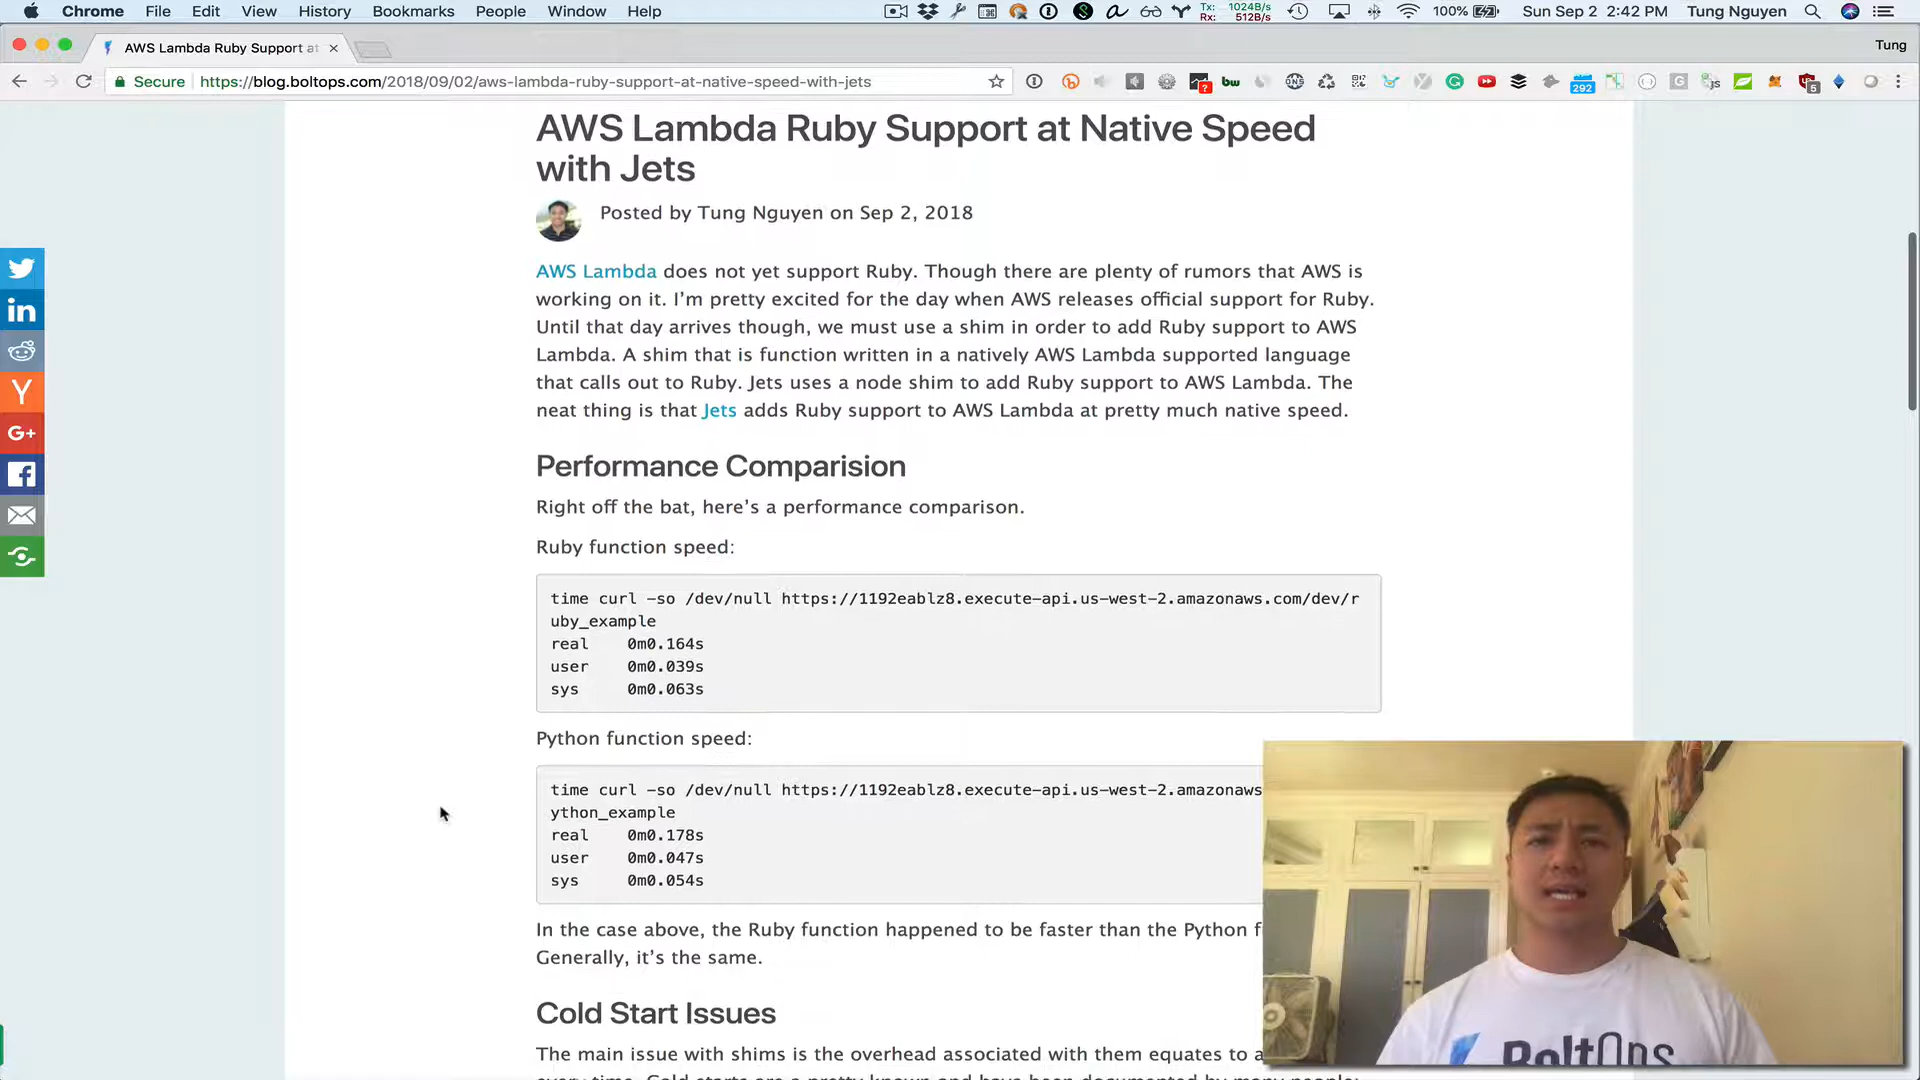 Chrome File Edit View History Bookmarks People Window Help Tx: 1024B/s Rx: 512B/s 100% Sun Sep 2 2:42 PM Tung Nguyen
AWS Lambda Ruby Support at Tung
Secure https://blog.boltops.com/2018/09/02/aws-lambda-ruby-support-at-native-speed-with-jets bw 292 5
AWS Lambda Ruby Support at Native Speed
with Jets
Posted by Tung Nguyen on Sep 2, 2018
AWS Lambda does not yet support Ruby. Though there are plenty of rumors that AWS is
working on it. I'm pretty excited for the day when AWS releases official support for Ruby.
Until that day arrives though, we must use a shim in order to add Ruby support to AWS
Lambda. A shim that is function written in a natively AWS Lambda supported language
that calls out to Ruby. Jets uses a node shim to add Ruby support to AWS Lambda. The
neat thing is that Jets adds Ruby support to AWS Lambda at pretty much native speed.
Performance Comparision
Right off the bat, here's a performance comparison.
Ruby function speed:
time curl -so /dev/null https://1192eablz8.execute-api.us-west-2.amazonaws.com/dev/r
uby_example
real 0m0.164s
user 0m0.039s
sys 0m0.063s
Python function speed:
time curl -so /dev/null https://1192eablz8.execute-api.us-west-2.amazonaws
ython_example
real 0m0.178s
user 0m0.047s
sys 0m0.054s
In the case above, the Ruby function happened to be faster than the Python f
Generally, it's the same.
Cold Start Issues
The main issue with shims is the overhead associated with them equates to a
BoltOps